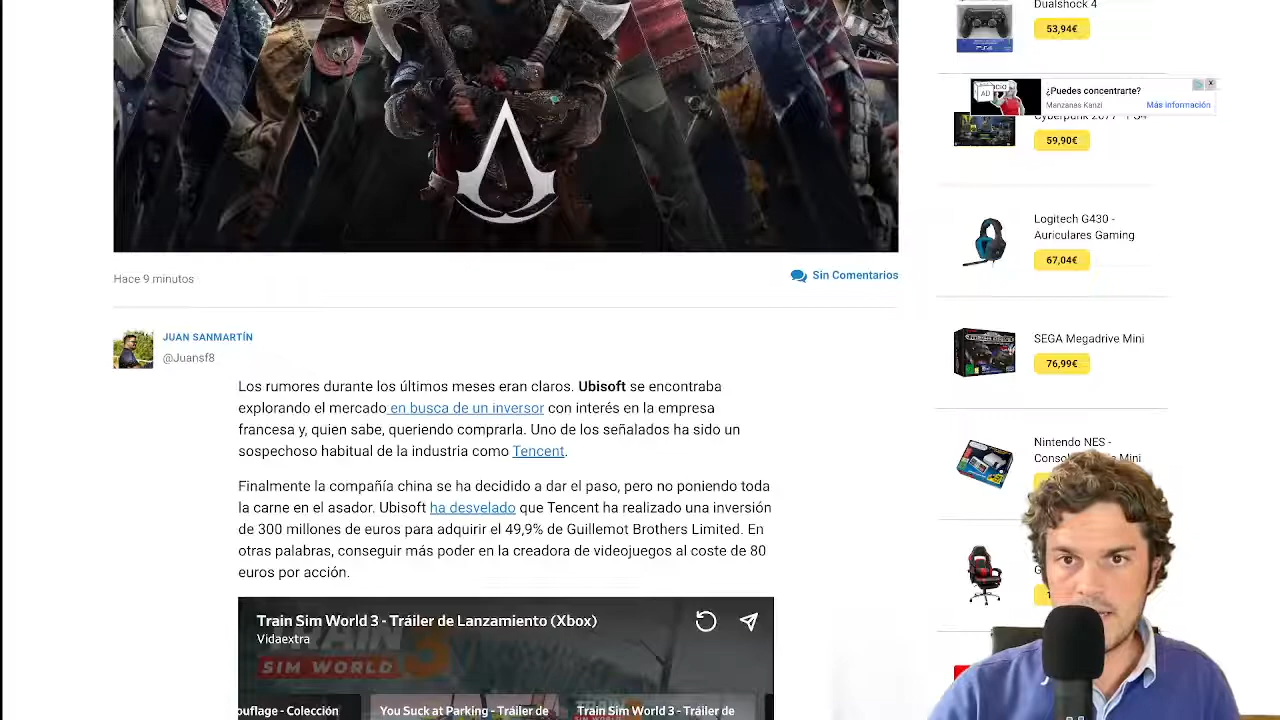 Dualshock 4
53,94€
AD
¿Puedes concentrarte?
Manzanas Kanzi
Más información
Cyberpunk 2077 - PS4
59,90€
Logitech G430 -
Auriculares Gaming
67,04€
SEGA Megadrive Mini
76,99€
Nintendo NES -
Mini
Hace 9 minutos
Sin Comentarios
JUAN SANMARTÍN
@Juansf8
Los rumores durante los últimos meses eran claros. Ubisoft se encontraba
explorando el mercado en busca de un inversor con interés en la empresa
francesa y, quien sabe, queriendo comprarla. Uno de los señalados ha sido un
sospechoso habitual de la industria como Tencent.
Finalmente la compañía china se ha decidido a dar el paso, pero no poniendo toda
la carne en el asador. Ubisoft ha desvelado que Tencent ha realizado una inversión
de 300 millones de euros para adquirir el 49,9% de Guillemot Brothers Limited. En
otras palabras, conseguir más poder en la creadora de videojuegos al coste de 80
euros por acción.
Train Sim World 3 - Tráiler de Lanzamiento (Xbox)
Vidaextra
TRAIN
SIM WORLD 3
ouflage - Colección
You Suck at Parking - Tráiler de
Train Sim World 3 - Tráiler de